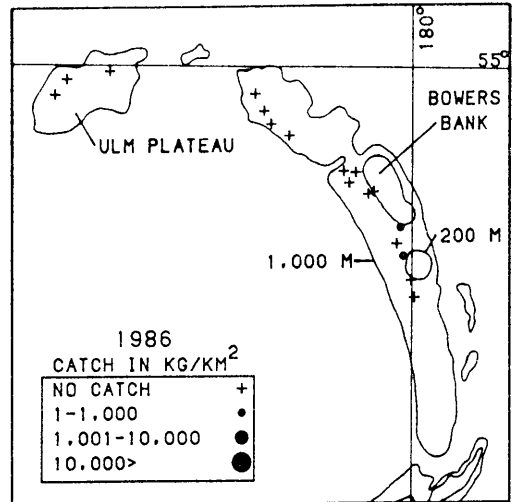 180°
55°
BOWERS
BANK
ULM PLATEAU
200 M
1,000 M
1986
CATCH IN KG/KM²
NO CATCH +
1-1,000
1,001-10,000
10,000>